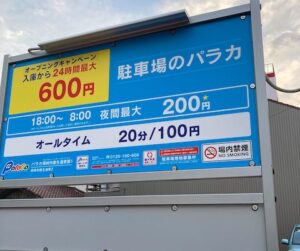 オープニングキャンペーン
入庫から24時間最大
600円
駐車場のパラカ
18:00～8:00 夜間最大 200円
オールタイム 20分/100円
Paraca
場内禁煙
NO SMOKING